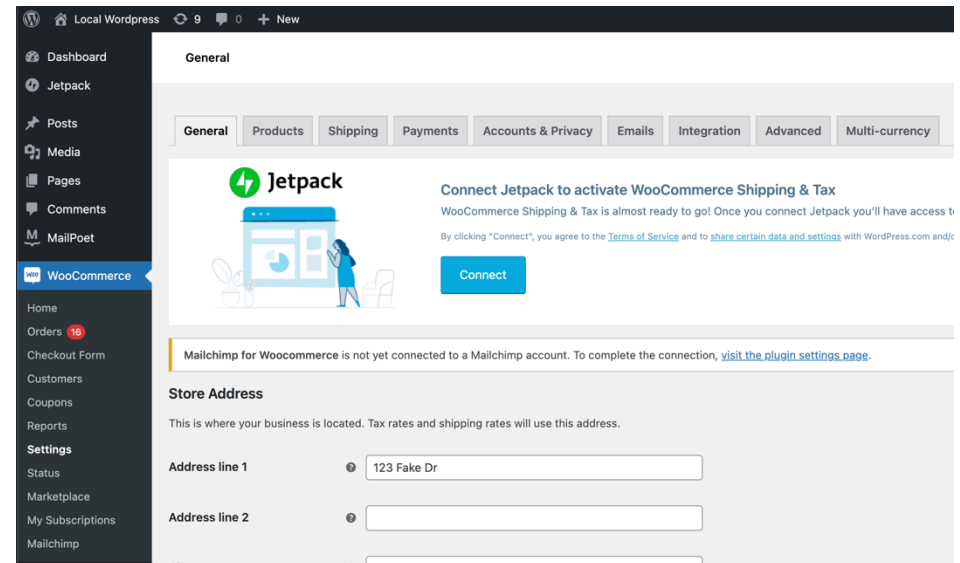 Local Wordpress 9 0 + New
Dashboard
Jetpack
Posts
Media
Pages
Comments
MailPoet
WooCommerce
Home
Orders 16
Checkout Form
Customers
Coupons
Reports
Settings
Status
Marketplace
My Subscriptions
Mailchimp
General
General Products Shipping Payments Accounts & Privacy Emails Integration Advanced Multi-currency
Jetpack
Connect Jetpack to activate WooCommerce Shipping & Tax
WooCommerce Shipping & Tax is almost ready to go! Once you connect Jetpack you'll have access
By clicking "Connect", you agree to the Terms of Service and to share certain data and settings with WordPress.com and/
Connect
Mailchimp for Woocommerce is not yet connected to a Mailchimp account. To complete the connection, visit the plugin settings page.
Store Address
This is where your business is located. Tax rates and shipping rates will use this address.
Address line 1 123 Fake Dr
Address line 2